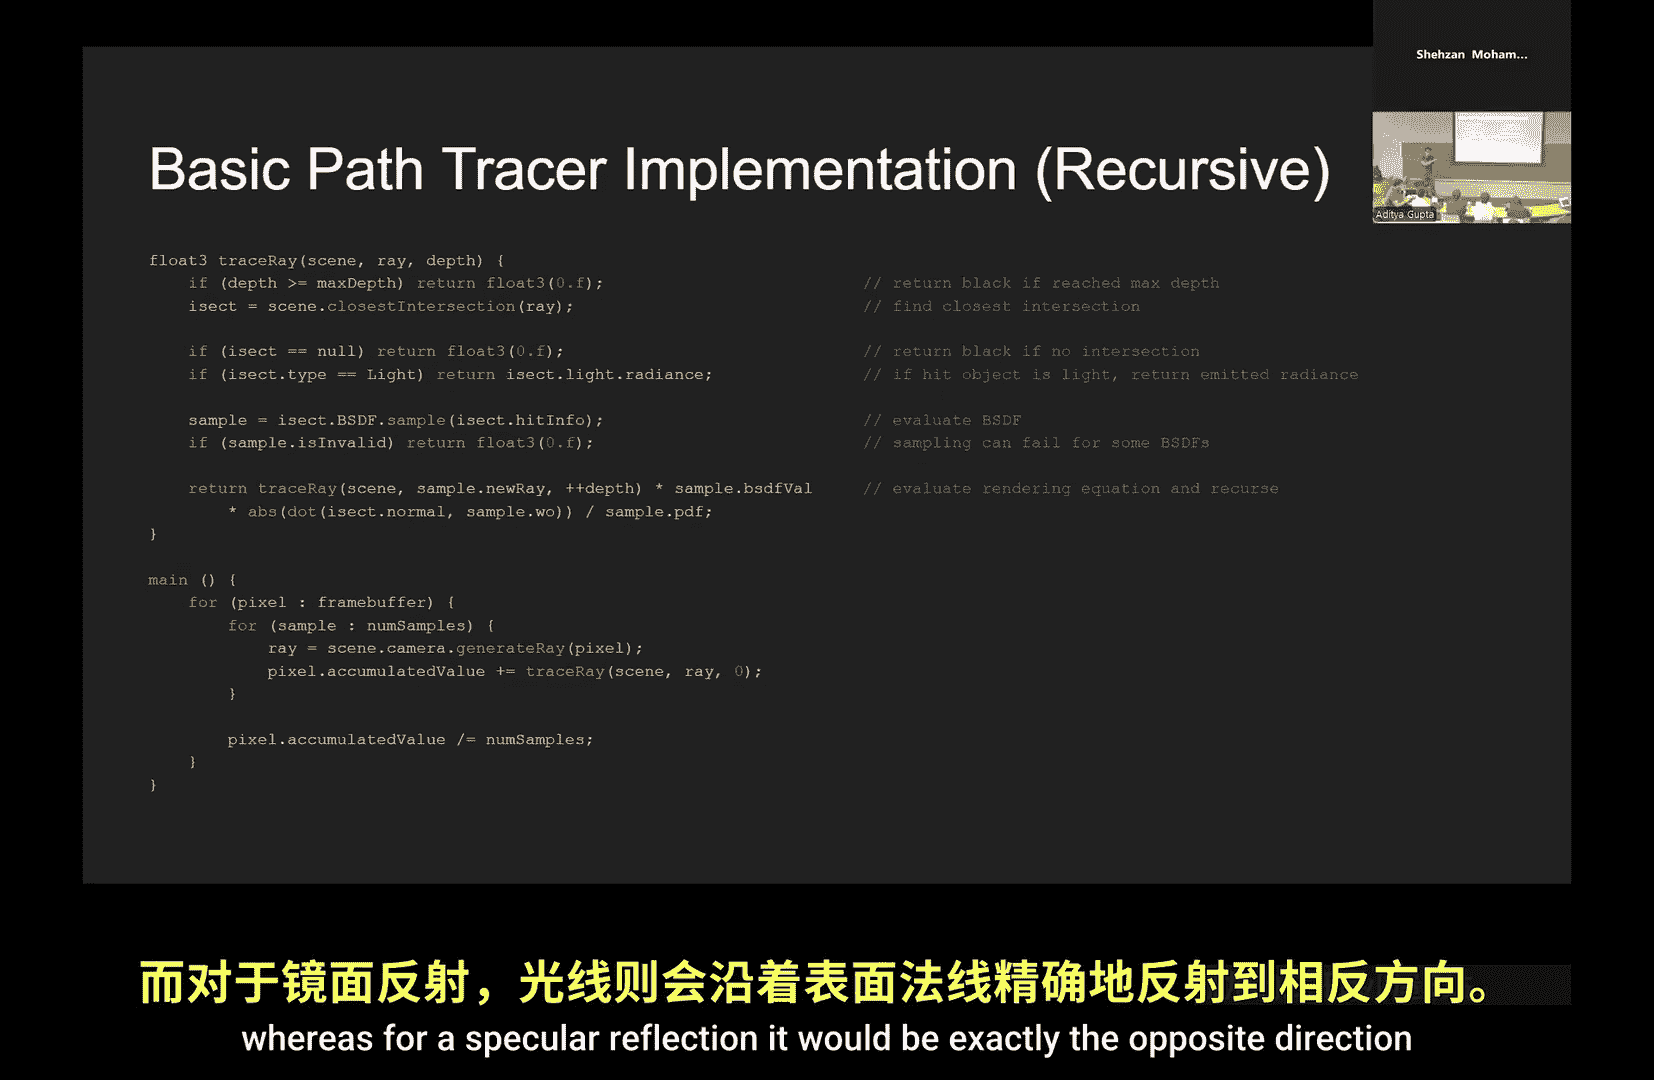 Shehzan Moham...
Aditya Gupta
Basic Path Tracer Implementation (Recursive)
float3 traceRay(scene, ray, depth) {
if (depth >= maxDepth) return float3(0.f); // return black if reached max depth
isect = scene.closestIntersection(ray); // find closest intersection
if (isect == null) return float3(0.f); // return black if no intersection
if (isect.type == Light) return isect.light.radiance; // if hit object is light, return emitted radiance
sample = isect.BSDF.sample(isect.hitInfo); // evaluate BSDF
if (sample.isInvalid) return float3(0.f); // sampling can fail for some BSDFs
return traceRay(scene, sample.newRay, ++depth) * sample.bsdfVal // evaluate rendering equation and recurse
* abs(dot(isect.normal, sample.wo)) / sample.pdf;
}
main () {
for (pixel : framebuffer) {
for (sample : numSamples) {
ray = scene.camera.generateRay(pixel);
pixel.accumulatedValue += traceRay(scene, ray, 0);
}
pixel.accumulatedValue /= numSamples;
}
}
而对于镜面反射，光线则会沿着表面法线精确地反射到相反方向。
whereas for a specular reflection it would be exactly the opposite direction